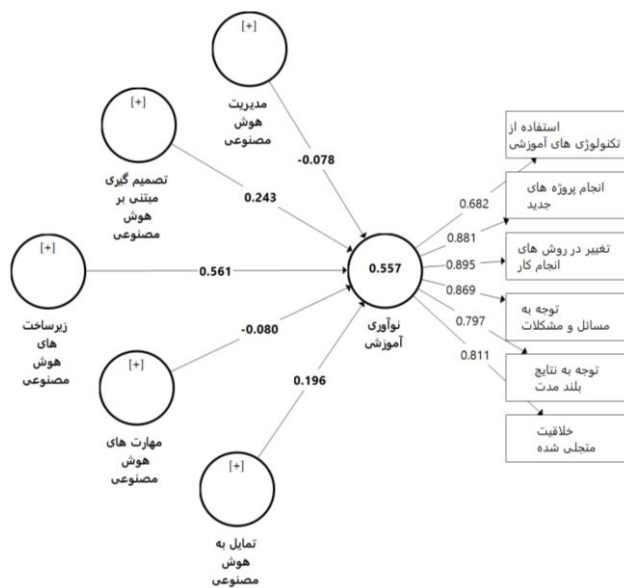 [+]
مدیریت
هوش
مصنوعی
[+]
تصمیم گیری
مبتنی بر
هوش
مصنوعی
[+]
زیرساخت
های
هوش
مصنوعی
[+]
مهارت های
هوش
مصنوعی
[+]
تمایل به
هوش
مصنوعی
-0.078
0.243
0.561
-0.080
0.196
0.557
نوآوری
آموزشی
0.682
0.881
0.895
0.869
0.797
0.811
استفاده از
تکنولوژی های آموزشی
انجام پروژه های
جدید
تغییر در روش های
انجام کار
توجه به
مسائل و مشکلات
توجه به نتایج
بلند مدت
خلاقیت
متجلی شده